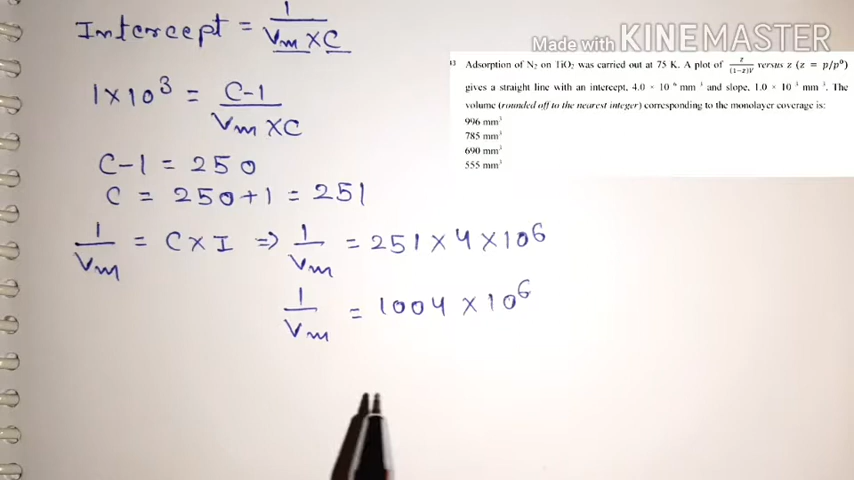 Made with KINEMASTER
Intercept = 1 / Vm × C
13 Adsorption of N₂ on TiO₂ was carried out at 75 K. A plot of z/(1−z)V versus z (z = p/p⁰)
gives a straight line with an intercept, 4.0 × 10⁻⁶ mm⁻³ and slope, 1.0 × 10⁻³ mm⁻³. The
volume (rounded off to the nearest integer) corresponding to the monolayer coverage is:
996 mm³
785 mm³
690 mm³
555 mm³
1 × 10³ = C-1 / Vm × C
C-1 = 250
C = 250+1 = 251
1/Vm = C × I ⇒ 1/Vm = 251 × 4 × 10⁶
1/Vm = 1004 × 10⁶